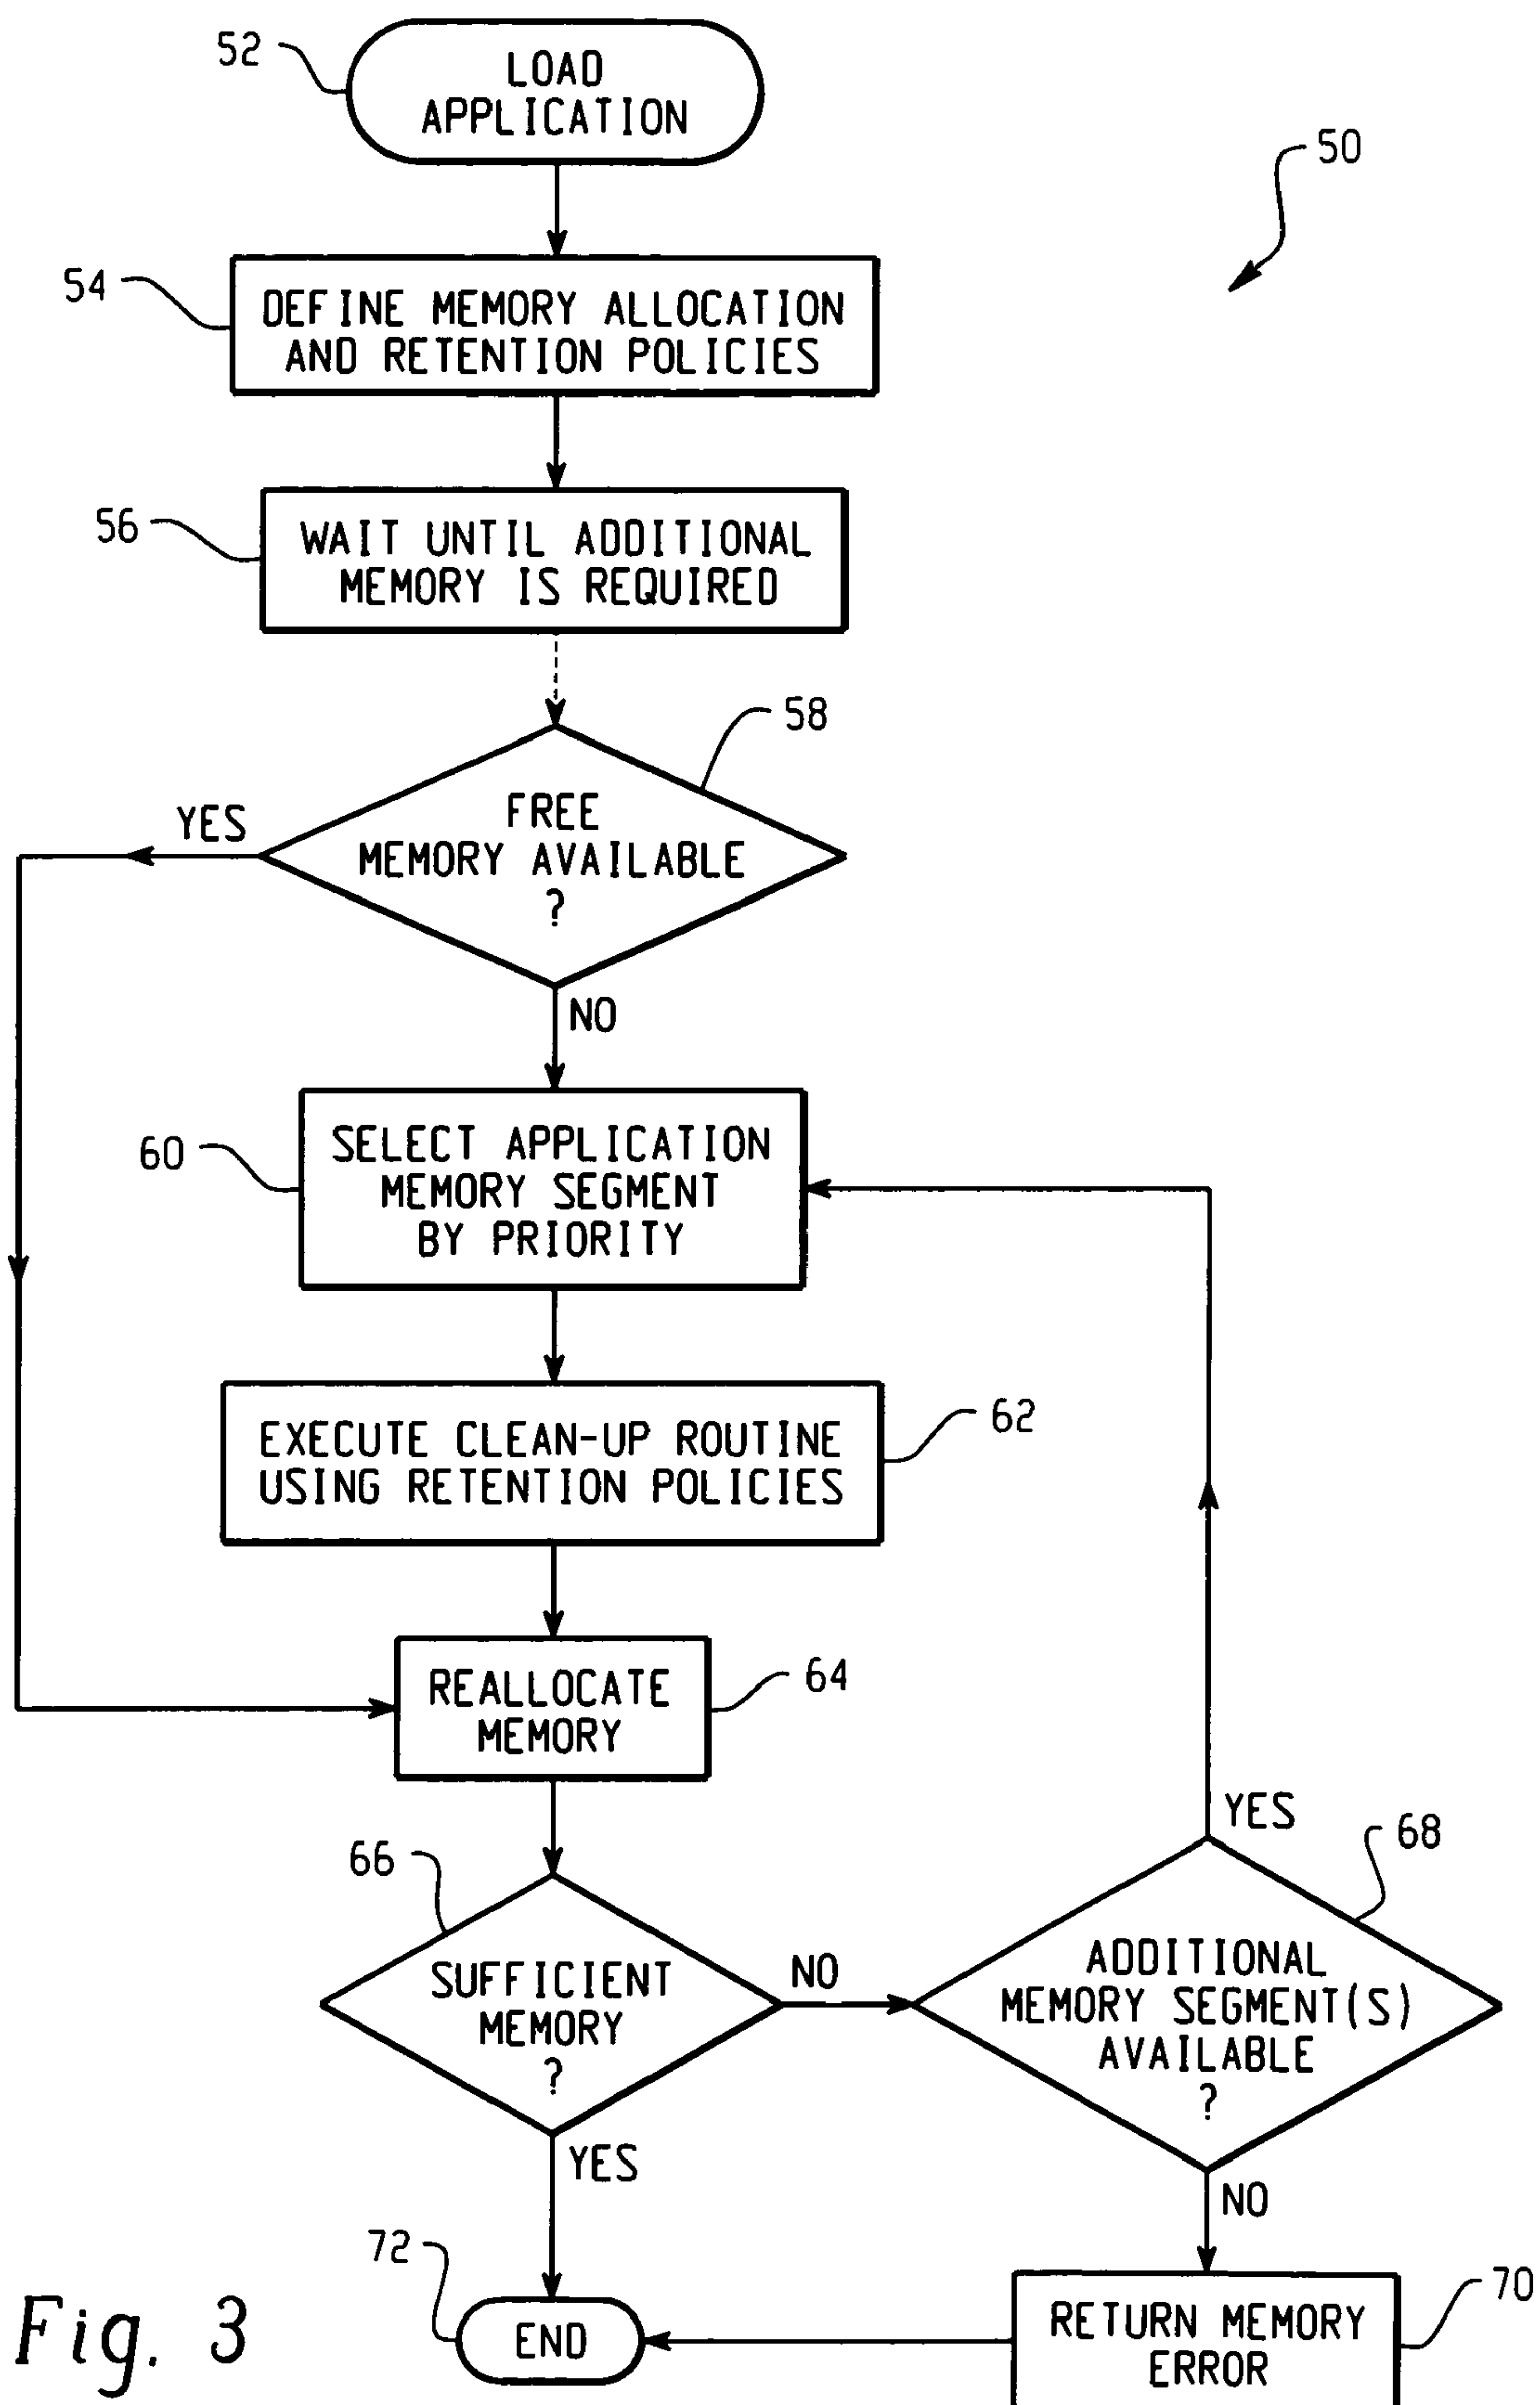 52
LOAD
APPLICATION
50
54
DEFINE MEMORY ALLOCATION
AND RETENTION POLICIES
56
WAIT UNTIL ADDITIONAL
MEMORY IS REQUIRED
58
YES
FREE
MEMORY AVAILABLE
?
NO
60
SELECT APPLICATION
MEMORY SEGMENT
BY PRIORITY
62
EXECUTE CLEAN-UP ROUTINE
USING RETENTION POLICIES
64
REALLOCATE
MEMORY
66
SUFFICIENT
MEMORY
?
NO
YES
68
YES
ADDITIONAL
MEMORY SEGMENT(S)
AVAILABLE
?
NO
72
END
70
RETURN MEMORY
ERROR
Fig. 3